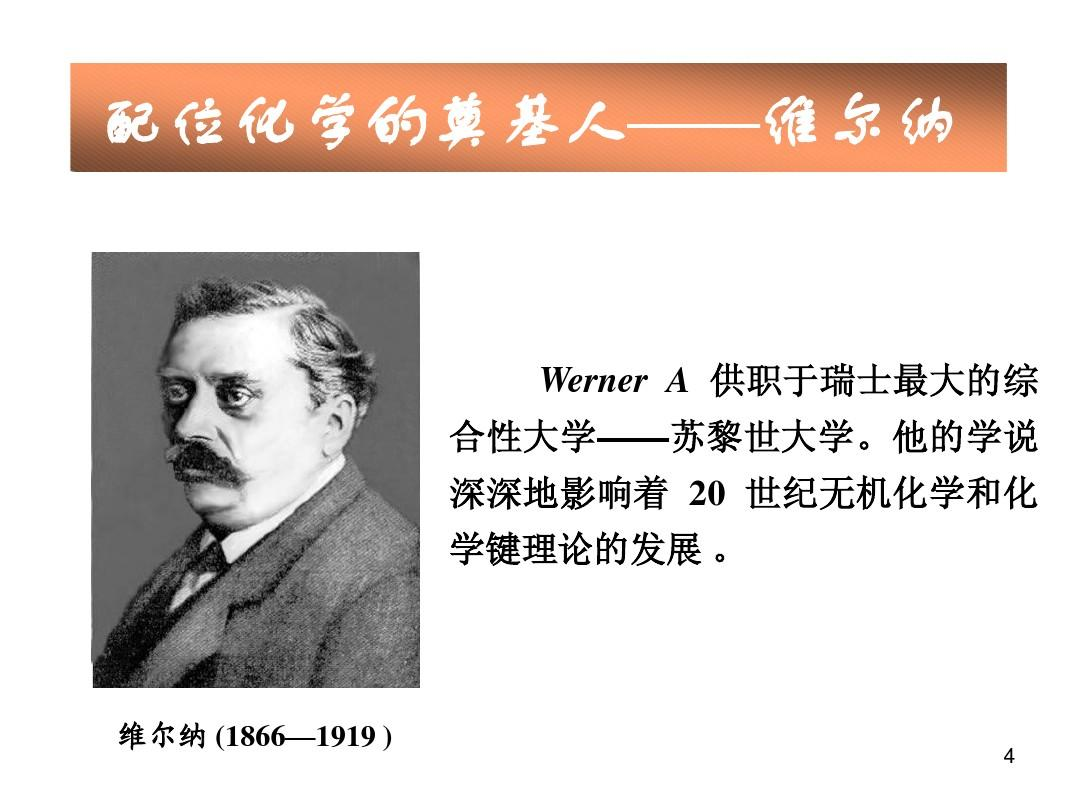 配位化学的奠基人——维尔纳
Werner A 供职于瑞士最大的综
合性大学——苏黎世大学。他的学说
深深地影响着 20 世纪无机化学和化
学键理论的发展 。
维尔纳 (1866—1919 )
4